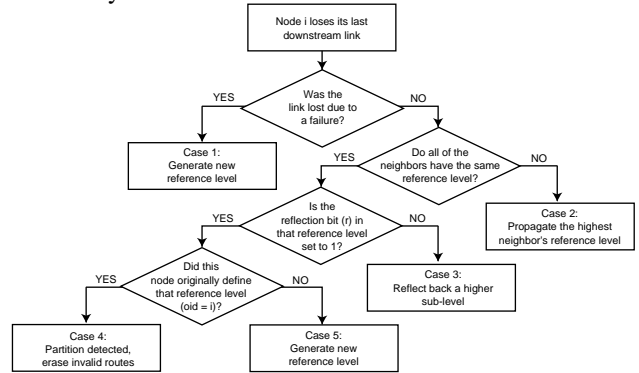 Node i loses its last
downstream link
Was the
link lost due to
a failure?
YES
NO
Case 1:
Generate new
reference level
Do all of the
neighbors have the same
reference level?
YES
NO
Case 2:
Propagate the highest
neighbor's reference level
Is the
reflection bit (r) in
that reference level
set to 1?
YES
NO
Case 3:
Reflect back a higher
sub-level
Did this
node originally define
that reference level
(oid = i)?
YES
NO
Case 4:
Partition detected,
erase invalid routes
Case 5:
Generate new
reference level